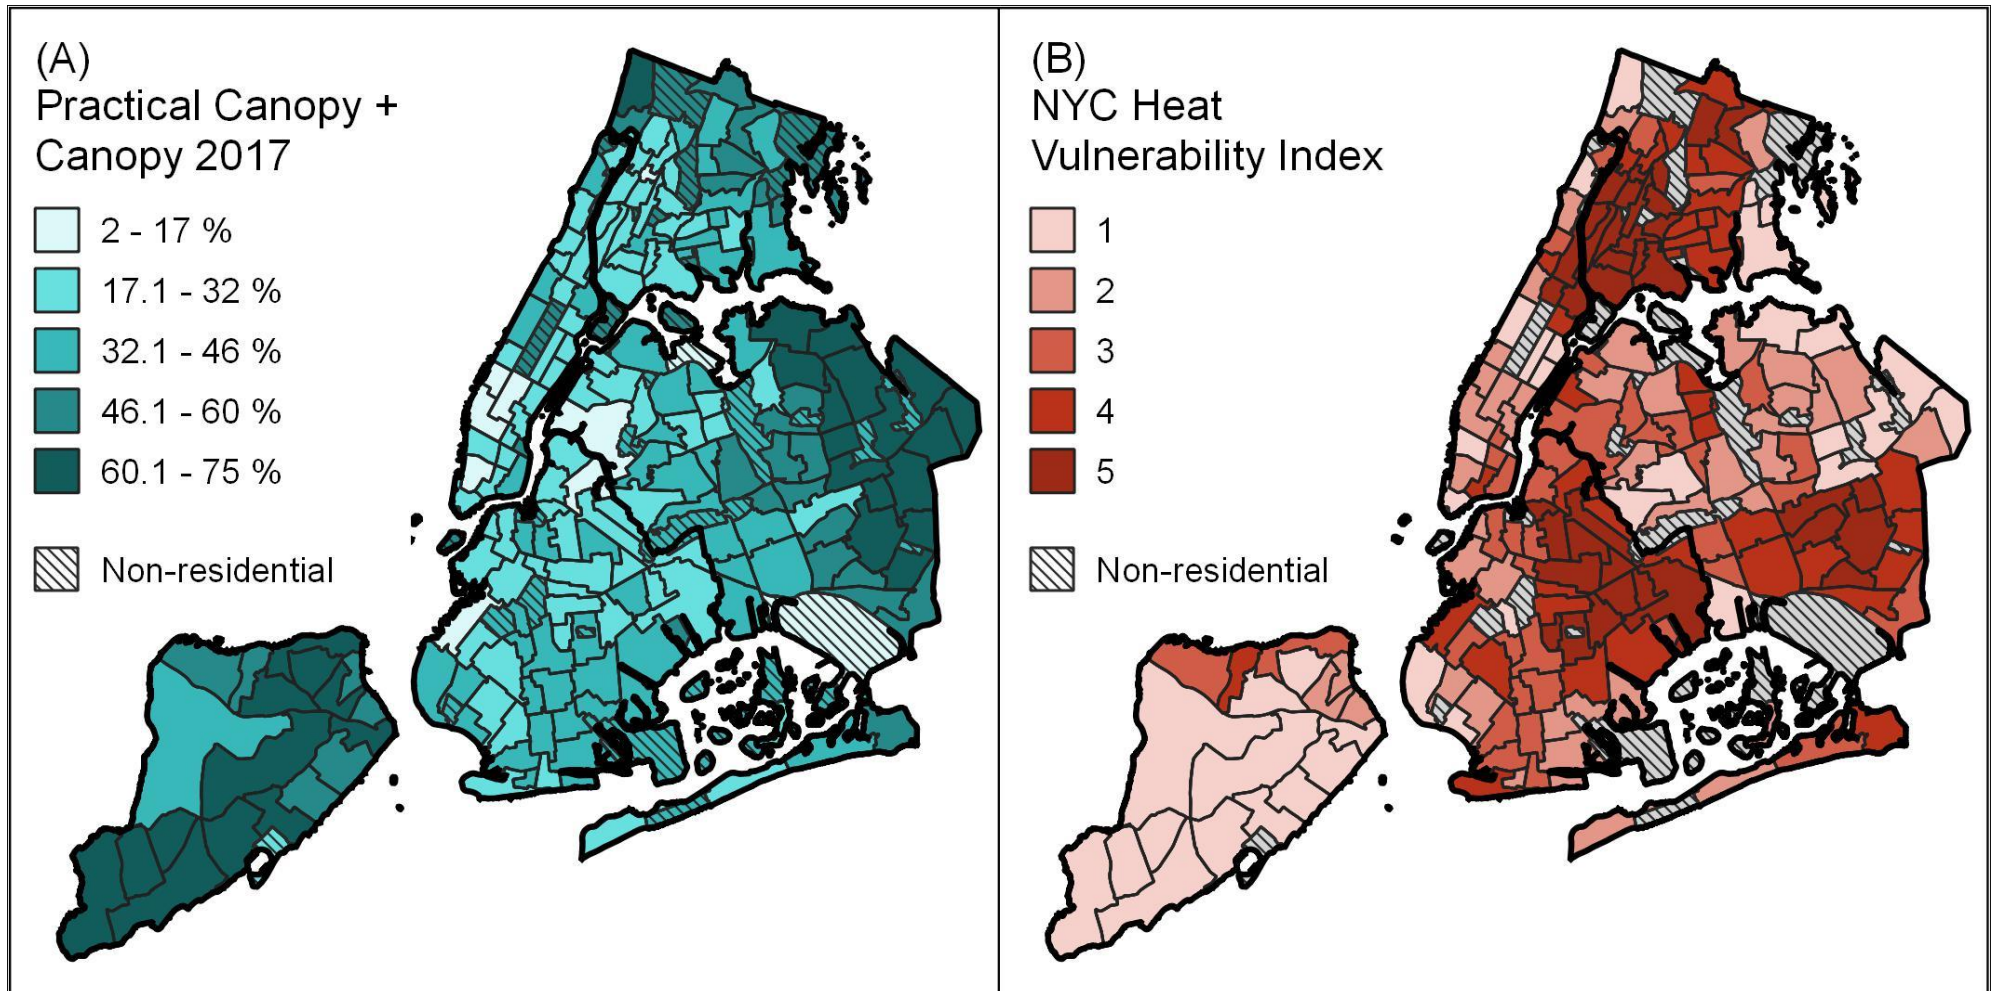 (A)
Practical Canopy +
Canopy 2017
2 - 17 %
17.1 - 32 %
32.1 - 46 %
46.1 - 60 %
60.1 - 75 %
Non-residential
(B)
NYC Heat
Vulnerability Index
1
2
3
4
5
Non-residential